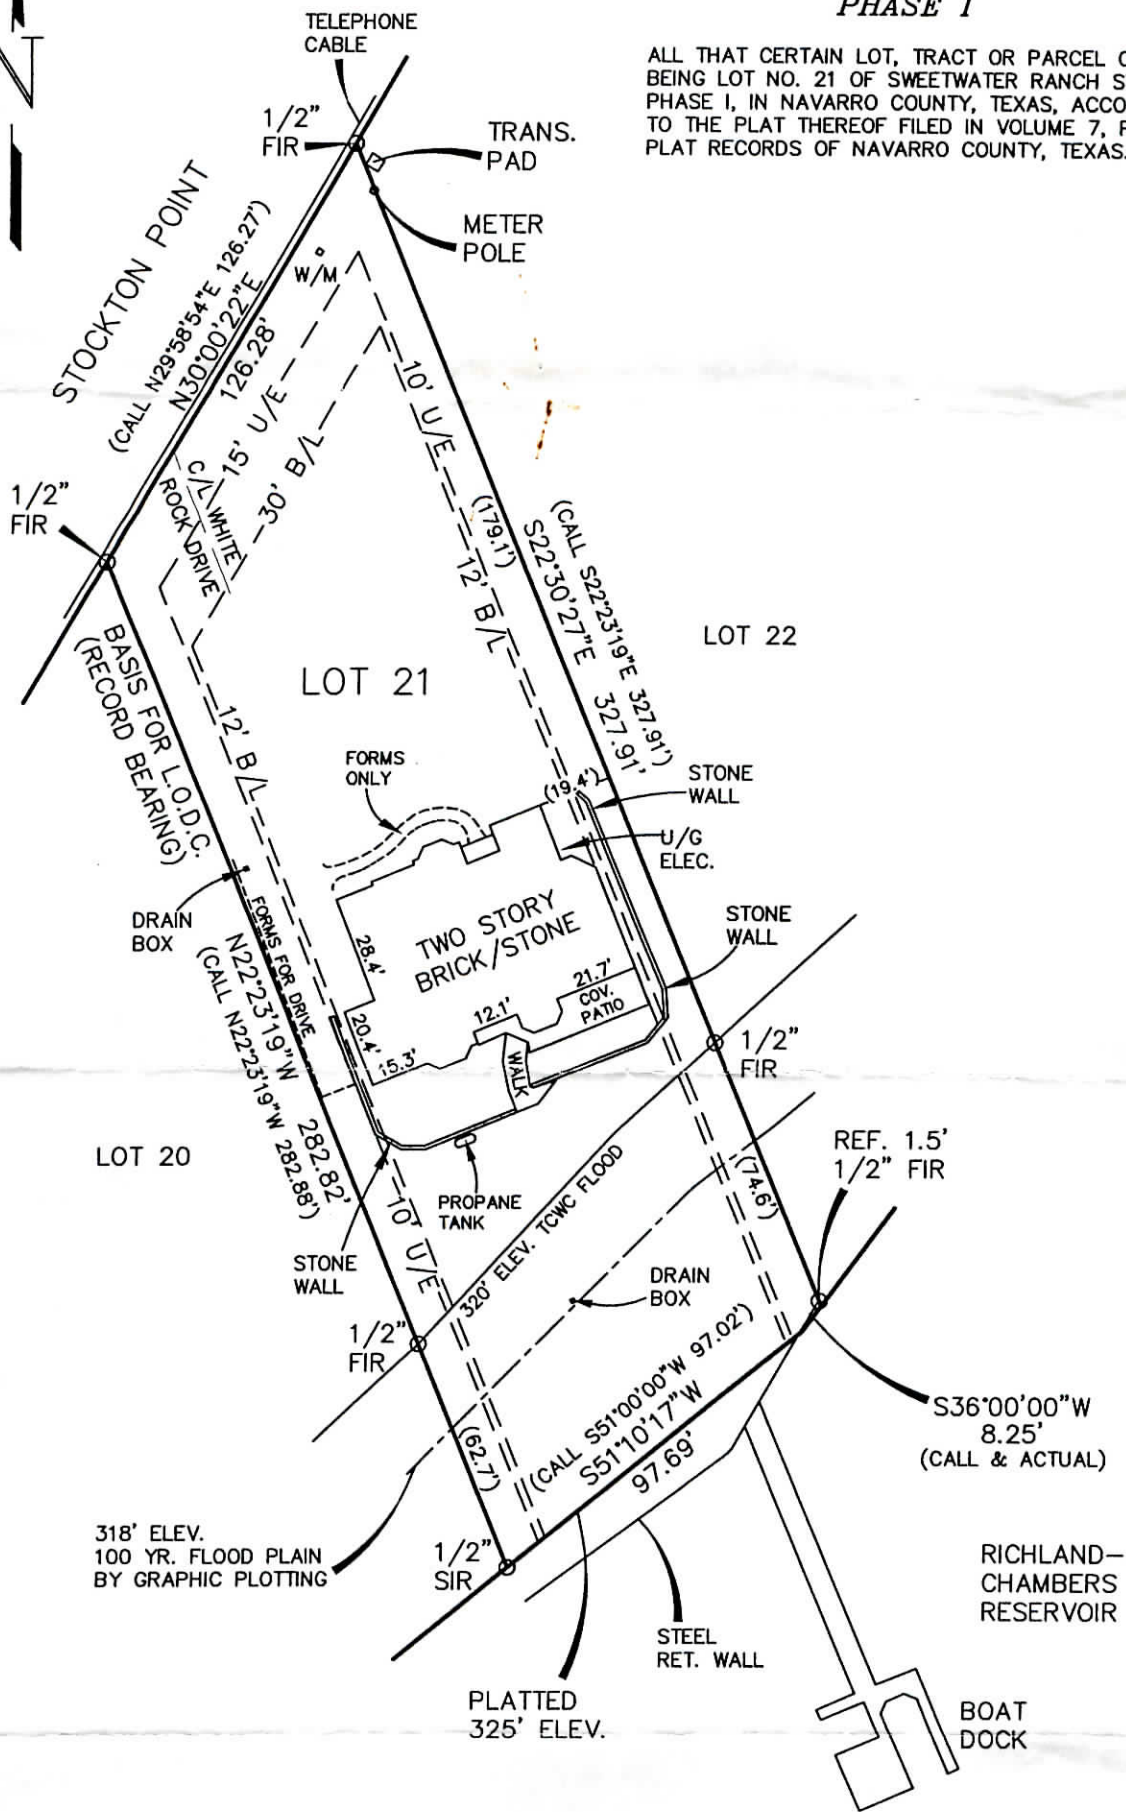 PHASE I
ALL THAT CERTAIN LOT, TRACT OR PARCEL
BEING LOT NO. 21 OF SWEETWATER RANCH
PHASE I, IN NAVARRO COUNTY, TEXAS,
TO THE PLAT THEREOF FILED IN VOLUME 7,
PLAT RECORDS OF NAVARRO COUNTY, TEXAS.
N
TELEPHONE
CABLE
1/2"
FIR
TRANS.
PAD
METER
POLE
W/M
STOCKTON POINT
(CALL N29°58'54"E 126.27')
N30°00'22"E
126.28'
15' U/E
30' B/L
C/L WHITE
ROCK DRIVE
1/2"
FIR
10' U/E
12' B/L
(179.1')
(CALL S22°23'19"E 327.91')
S22°30'27"E 327.91'
LOT 22
LOT 21
BASIS FOR L.O.D.C.
(RECORD BEARING)
12' B/L
FORMS
ONLY
(19.4')
STONE
WALL
U/G
ELEC.
DRAIN
BOX
FORMS FOR DRIVE
N22°23'19"W 282.82'
(CALL N22°23'19"W 282.88')
TWO STORY
BRICK/STONE
28.4'
20.4'
15.3'
12.1'
21.7'
COV.
PATIO
WALK
STONE
WALL
1/2"
FIR
LOT 20
PROPANE
TANK
STONE
WALL
10' U/E
320' ELEV. TCWC FLOOD
REF. 1.5'
1/2" FIR
(74.6')
DRAIN
BOX
1/2"
FIR
(62.7')
(CALL S51°00'00"W 97.02')
S51°10'17"W
97.69'
S36°00'00"W
8.25'
(CALL & ACTUAL)
318' ELEV.
100 YR. FLOOD PLAIN
BY GRAPHIC PLOTTING
1/2"
SIR
RICHLAND-
CHAMBERS
RESERVOIR
STEEL
RET. WALL
PLATTED
325' ELEV.
BOAT
DOCK